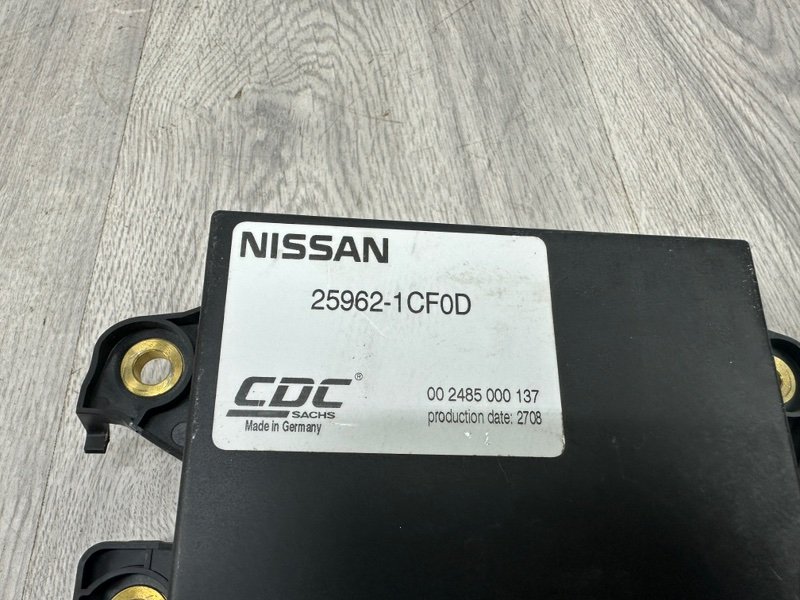 NISSAN
25962-1CF0D
CDC
SACHS
Made in Germany
00 2485 000 137
production date: 2708